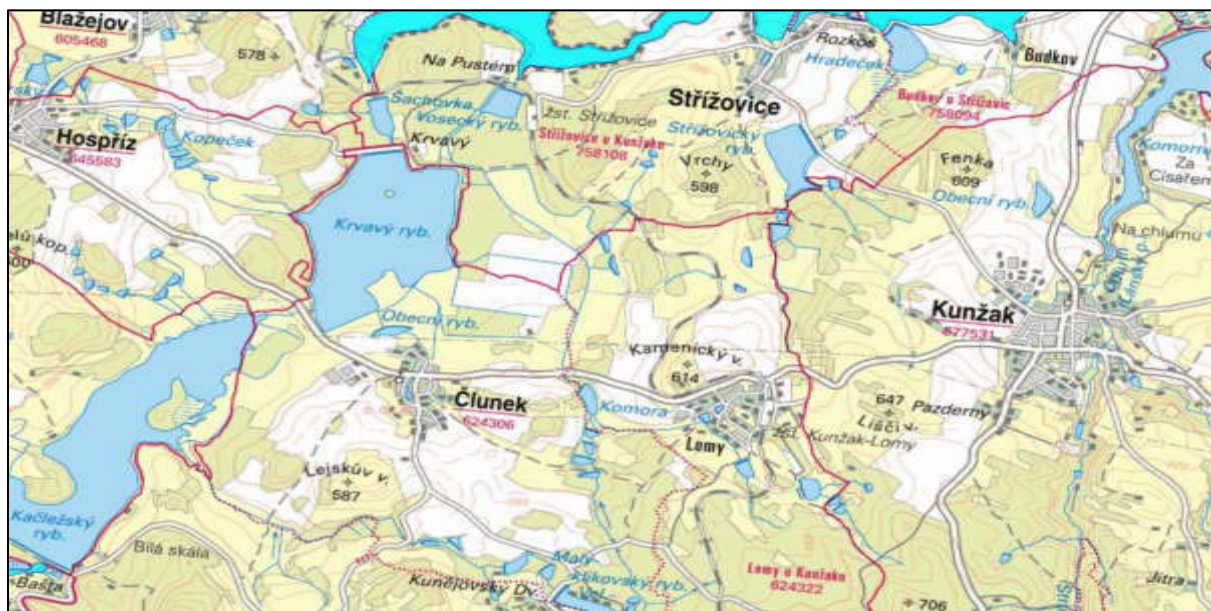 Blažejov
605468
578
Na Pustém
Rozkoš
Hradeček
Budkov
Šachovka
Vosecký ryb.
žst. Střížovice
Střížovice
Budkov u Střížovic
758094
Hospříz
645583
Kopeček
Krvavý
Střížovice u Kunžaku
758108
Střížovický ryb.
Vrchy
598
Fenka
609
Obecní ryb.
Komorní
Za
Císařem
Krvavý ryb.
Na chlumu
kop.
Kunžak
677531
Obecní ryb.
Kamenický v.
614
Člunek
624306
Komora
Lomy
647
Liščí v.
Pazderny
žst. Kunžak-Lomy
Lejskův v.
587
Kačležský
ryb.
Bílá skála
Bašta
Kunějovský Dv.
Malý
ryb.
Lomy u Kunžaku
624322
706
Jitra